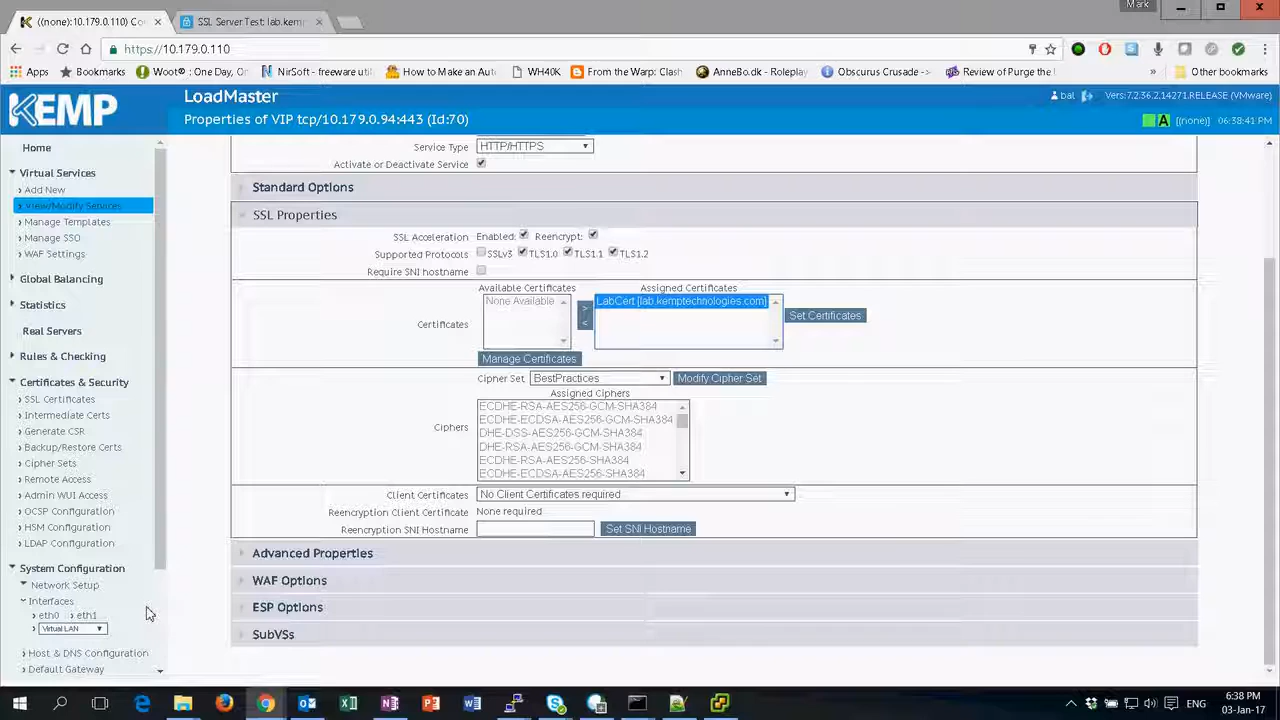 Mark
((none):10.179.0.110) Co
SSL Server Test: lab.kemp
https://10.179.0.110
Apps
Bookmarks
Woot® : One Day, On
NirSoft - freeware util
How to Make an Auto
WH40K
From the Warp: Clash
AnneBo.dk - Roleplay
Obscurus Crusade -
Review of Purge the
»
Other bookmarks
KEMP
LoadMaster
Properties of VIP tcp/10.179.0.94:443 (Id:70)
bal
Vers:7.2.36.2.14271.RELEASE (VMware)
A [(none)] 06:38:41 PM
Home
Virtual Services
Add New
View/Modify Services
Manage Templates
Manage SSO
WAF Settings
Global Balancing
Statistics
Real Servers
Rules & Checking
Certificates & Security
SSL Certificates
Intermediate Certs
Generate CSR
Backup/Restore Certs
Cipher Sets
Remote Access
Admin WUI Access
OCSP Configuration
HSM Configuration
LDAP Configuration
System Configuration
Network Setup
Interfaces
eth0 eth1
Virtual LAN
Host & DNS Configuration
Default Gateway
Service Type HTTP/HTTPS
Activate or Deactivate Service
Standard Options
SSL Properties
SSL Acceleration Enabled: Reencrypt:
Supported Protocols SSLv3 TLS1.0 TLS1.1 TLS1.2
Require SNI hostname
Available Certificates Assigned Certificates
Certificates None Available > < LabCert [lab.kemptechnologies.com] Set Certificates
Manage Certificates
Cipher Set BestPractices Modify Cipher Set
Assigned Ciphers
Ciphers
ECDHE-RSA-AES256-GCM-SHA384
ECDHE-ECDSA-AES256-GCM-SHA384
DHE-DSS-AES256-GCM-SHA384
DHE-RSA-AES256-GCM-SHA384
ECDHE-RSA-AES256-SHA384
ECDHE-ECDSA-AES256-SHA384
Client Certificates No Client Certificates required
Reencryption Client Certificate None required
Reencryption SNI Hostname Set SNI Hostname
Advanced Properties
WAF Options
ESP Options
SubVSs
ENG
6:38 PM
03-Jan-17